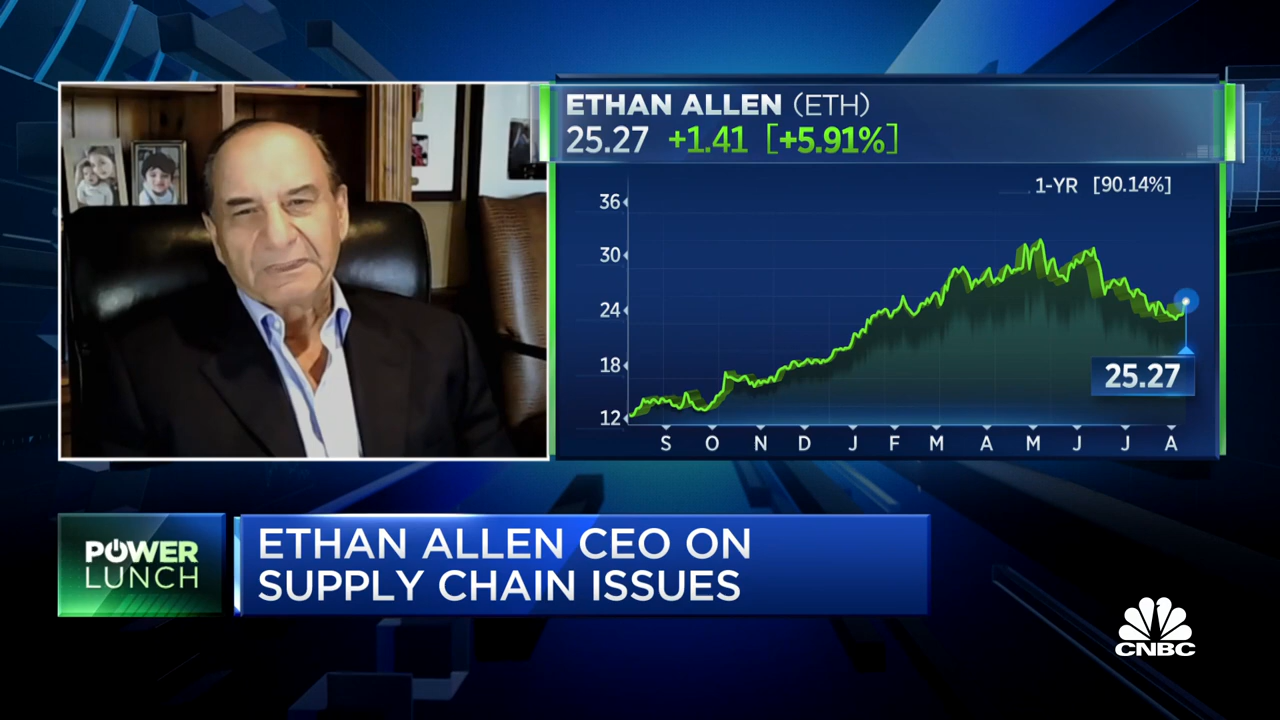 ETHAN ALLEN (ETH)
25.27 +1.41 [+5.91%]
1-YR [90.14%]
36
30
24
18
12
25.27
S O N D J F M A M J J A
POWER
LUNCH
ETHAN ALLEN CEO ON
SUPPLY CHAIN ISSUES
CNBC